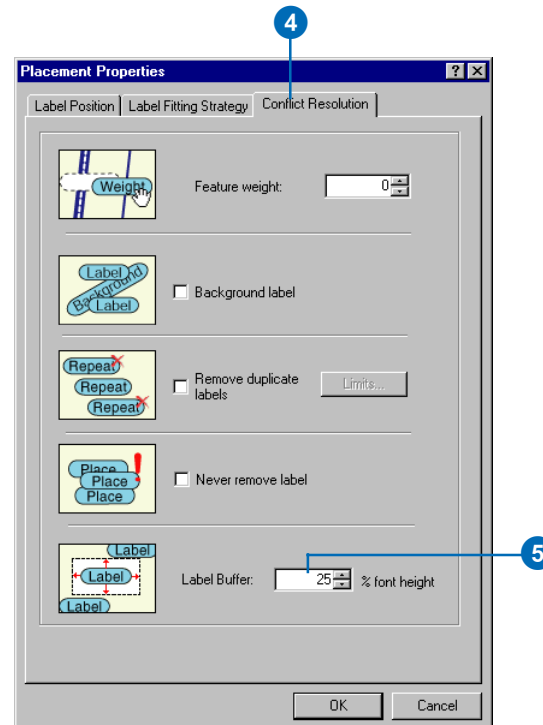 4
Placement Properties
Label Position Label Fitting Strategy Conflict Resolution
Weight
Feature weight: 0
Label
Background
Label
Background label
Repeat
Repeat
Repeat
Remove duplicate
labels
Limits...
Place
Place
Place
Never remove label
Label
Label
Label
Label Buffer: 25 % font height
5
OK Cancel